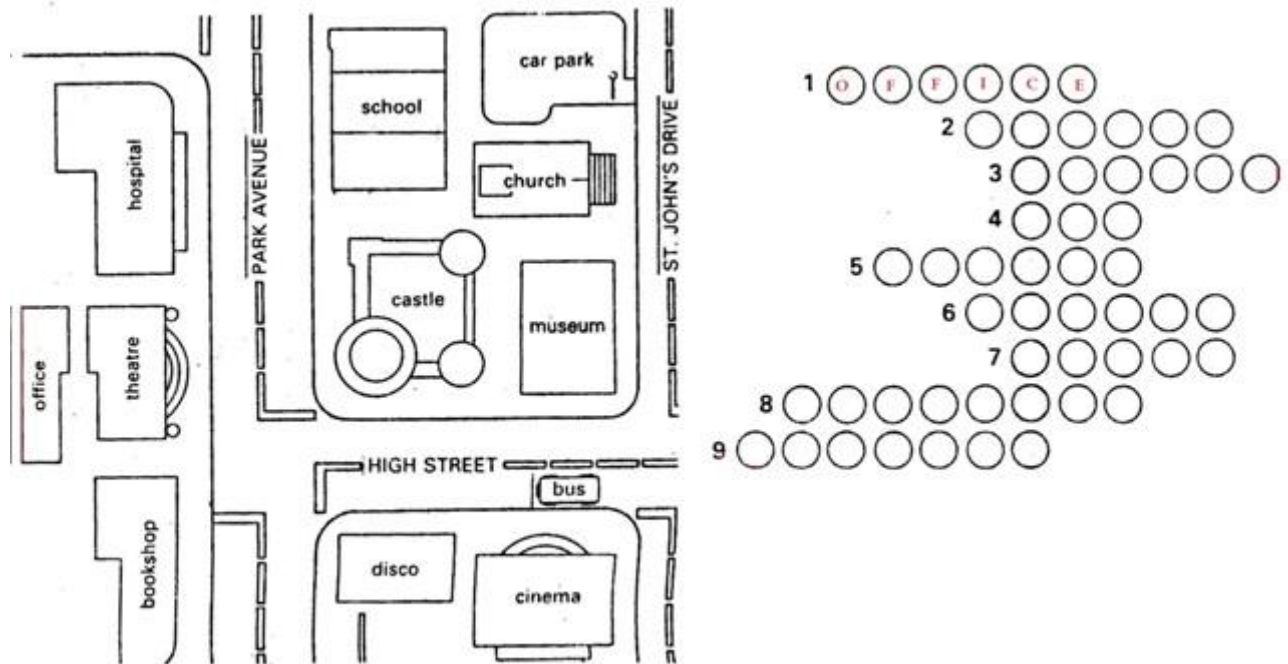 car park
school
church
hospital
PARK AVENUE
ST. JOHN'S DRIVE
castle
museum
office
theatre
HIGH STREET
bus
bookshop
disco
cinema
1 O F F I C E
2
3
4
5
6
7
8
9